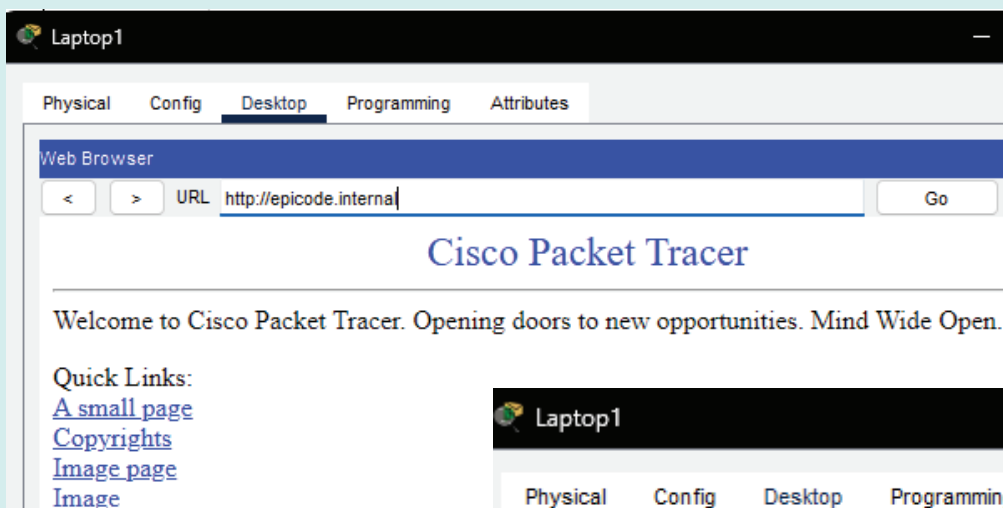 Laptop1
Physical Config Desktop Programming Attributes
Web Browser
< > URL http://epicode.internal Go
Cisco Packet Tracer
Welcome to Cisco Packet Tracer. Opening doors to new opportunities. Mind Wide Open.
Quick Links:
A small page
Copyrights
Image page
Image
Laptop1
Physical Config Desktop Programmin